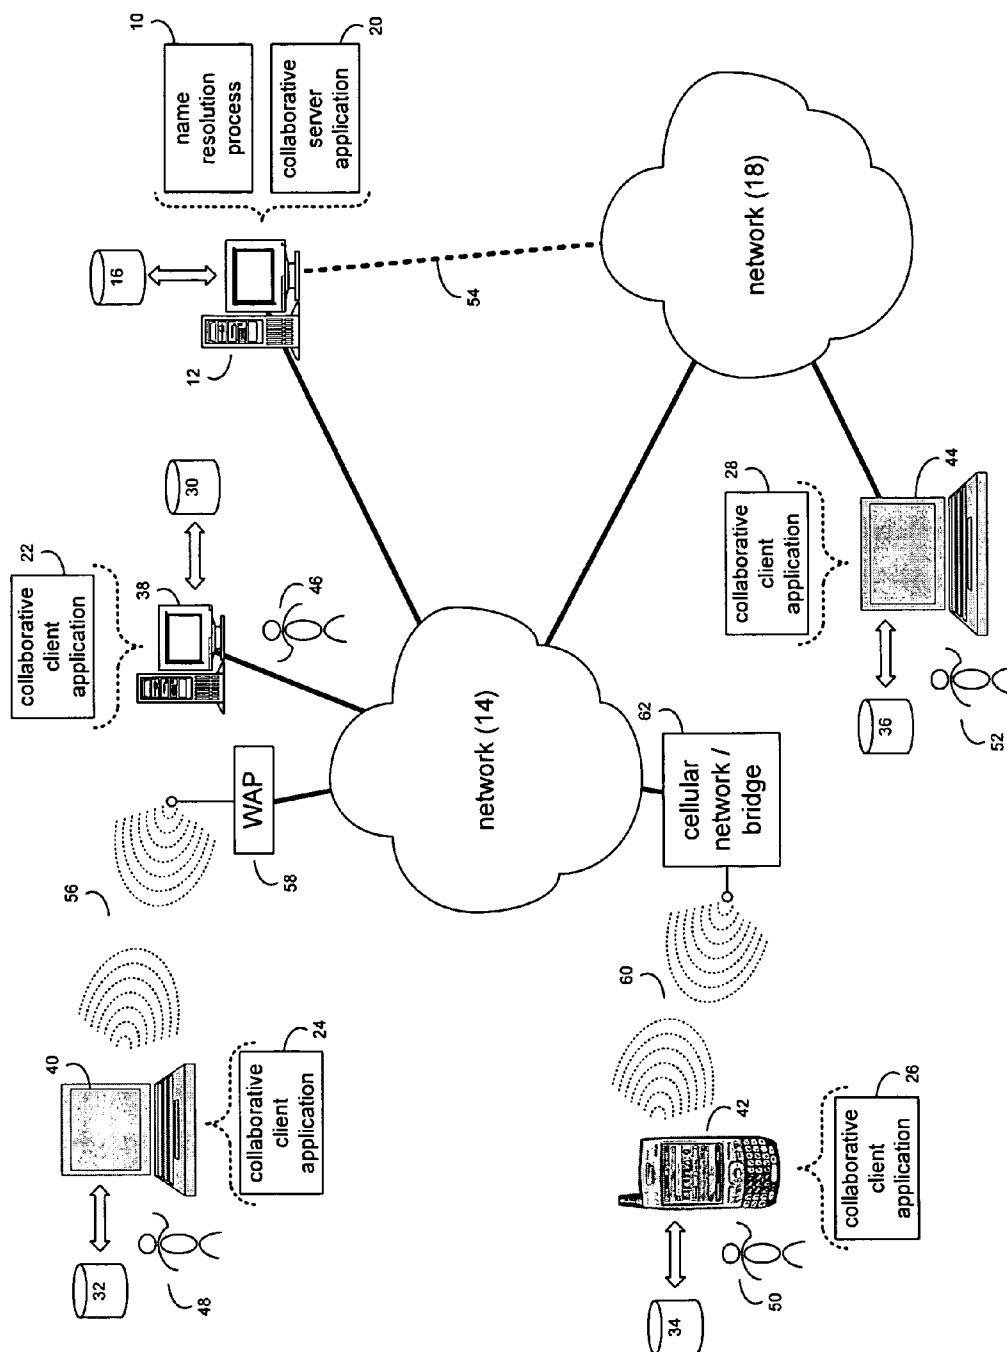 32
48
40
collaborative
client
application
24
56
WAP
58
collaborative
client
application
22
38
30
46
16
12
name
resolution
process
10
collaborative
server
application
20
54
network (14)
network (18)
34
50
42
collaborative
client
application
26
60
cellular
network /
bridge
62
36
52
collaborative
client
application
28
44